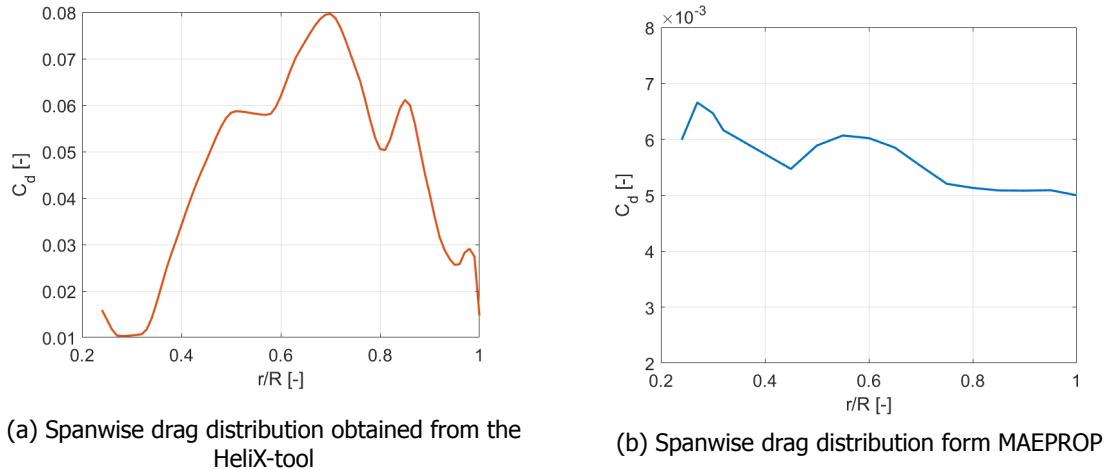 0.08
0.07
0.06
0.05
0.04
0.03
0.02
0.01
C_d [-]
0.2 0.4 0.6 0.8 1
r/R [-]
(a) Spanwise drag distribution obtained from the
HeliX-tool
×10⁻³
8
7
6
5
4
3
2
C_d [-]
0.2 0.4 0.6 0.8 1
r/R [-]
(b) Spanwise drag distribution form MAEPROP